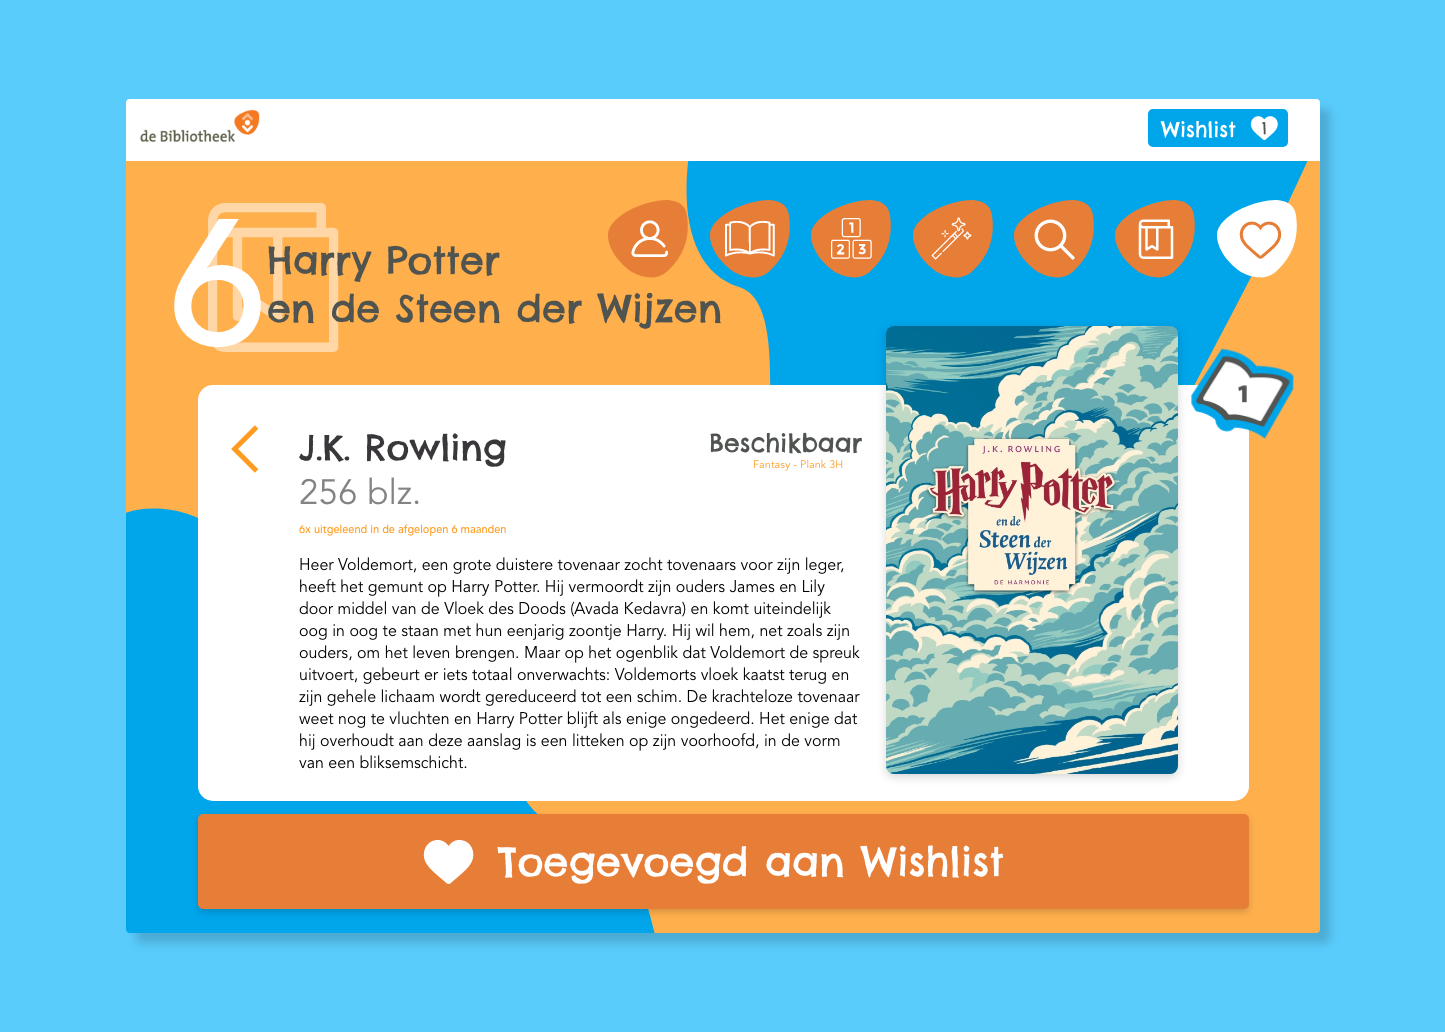 de Bibliotheek
Wishlist 1
1
2 3
6
Harry Potter
en de Steen der Wijzen
1
J.K. Rowling
256 blz.
6x uitgeleend in de afgelopen 6 maanden
Beschikbaar
Fantasy - Plank 3H
Heer Voldemort, een grote duistere tovenaar zocht tovenaars voor zijn leger,
heeft het gemunt op Harry Potter. Hij vermoordt zijn ouders James en Lily
door middel van de Vloek des Doods (Avada Kedavra) en komt uiteindelijk
oog in oog te staan met hun eenjarig zoontje Harry. Hij wil hem, net zoals zijn
ouders, om het leven brengen. Maar op het ogenblik dat Voldemort de spreuk
uitvoert, gebeurt er iets totaal onverwachts: Voldemorts vloek kaatst terug en
zijn gehele lichaam wordt gereduceerd tot een schim. De krachteloze tovenaar
weet nog te vluchten en Harry Potter blijft als enige ongedeerd. Het enige dat
hij overhoudt aan deze aanslag is een litteken op zijn voorhoofd, in de vorm
van een bliksemschicht.
J.K. ROWLING
Harry Potter
en de
Steen der
Wijzen
DE HARMONIE
Toegevoegd aan Wishlist